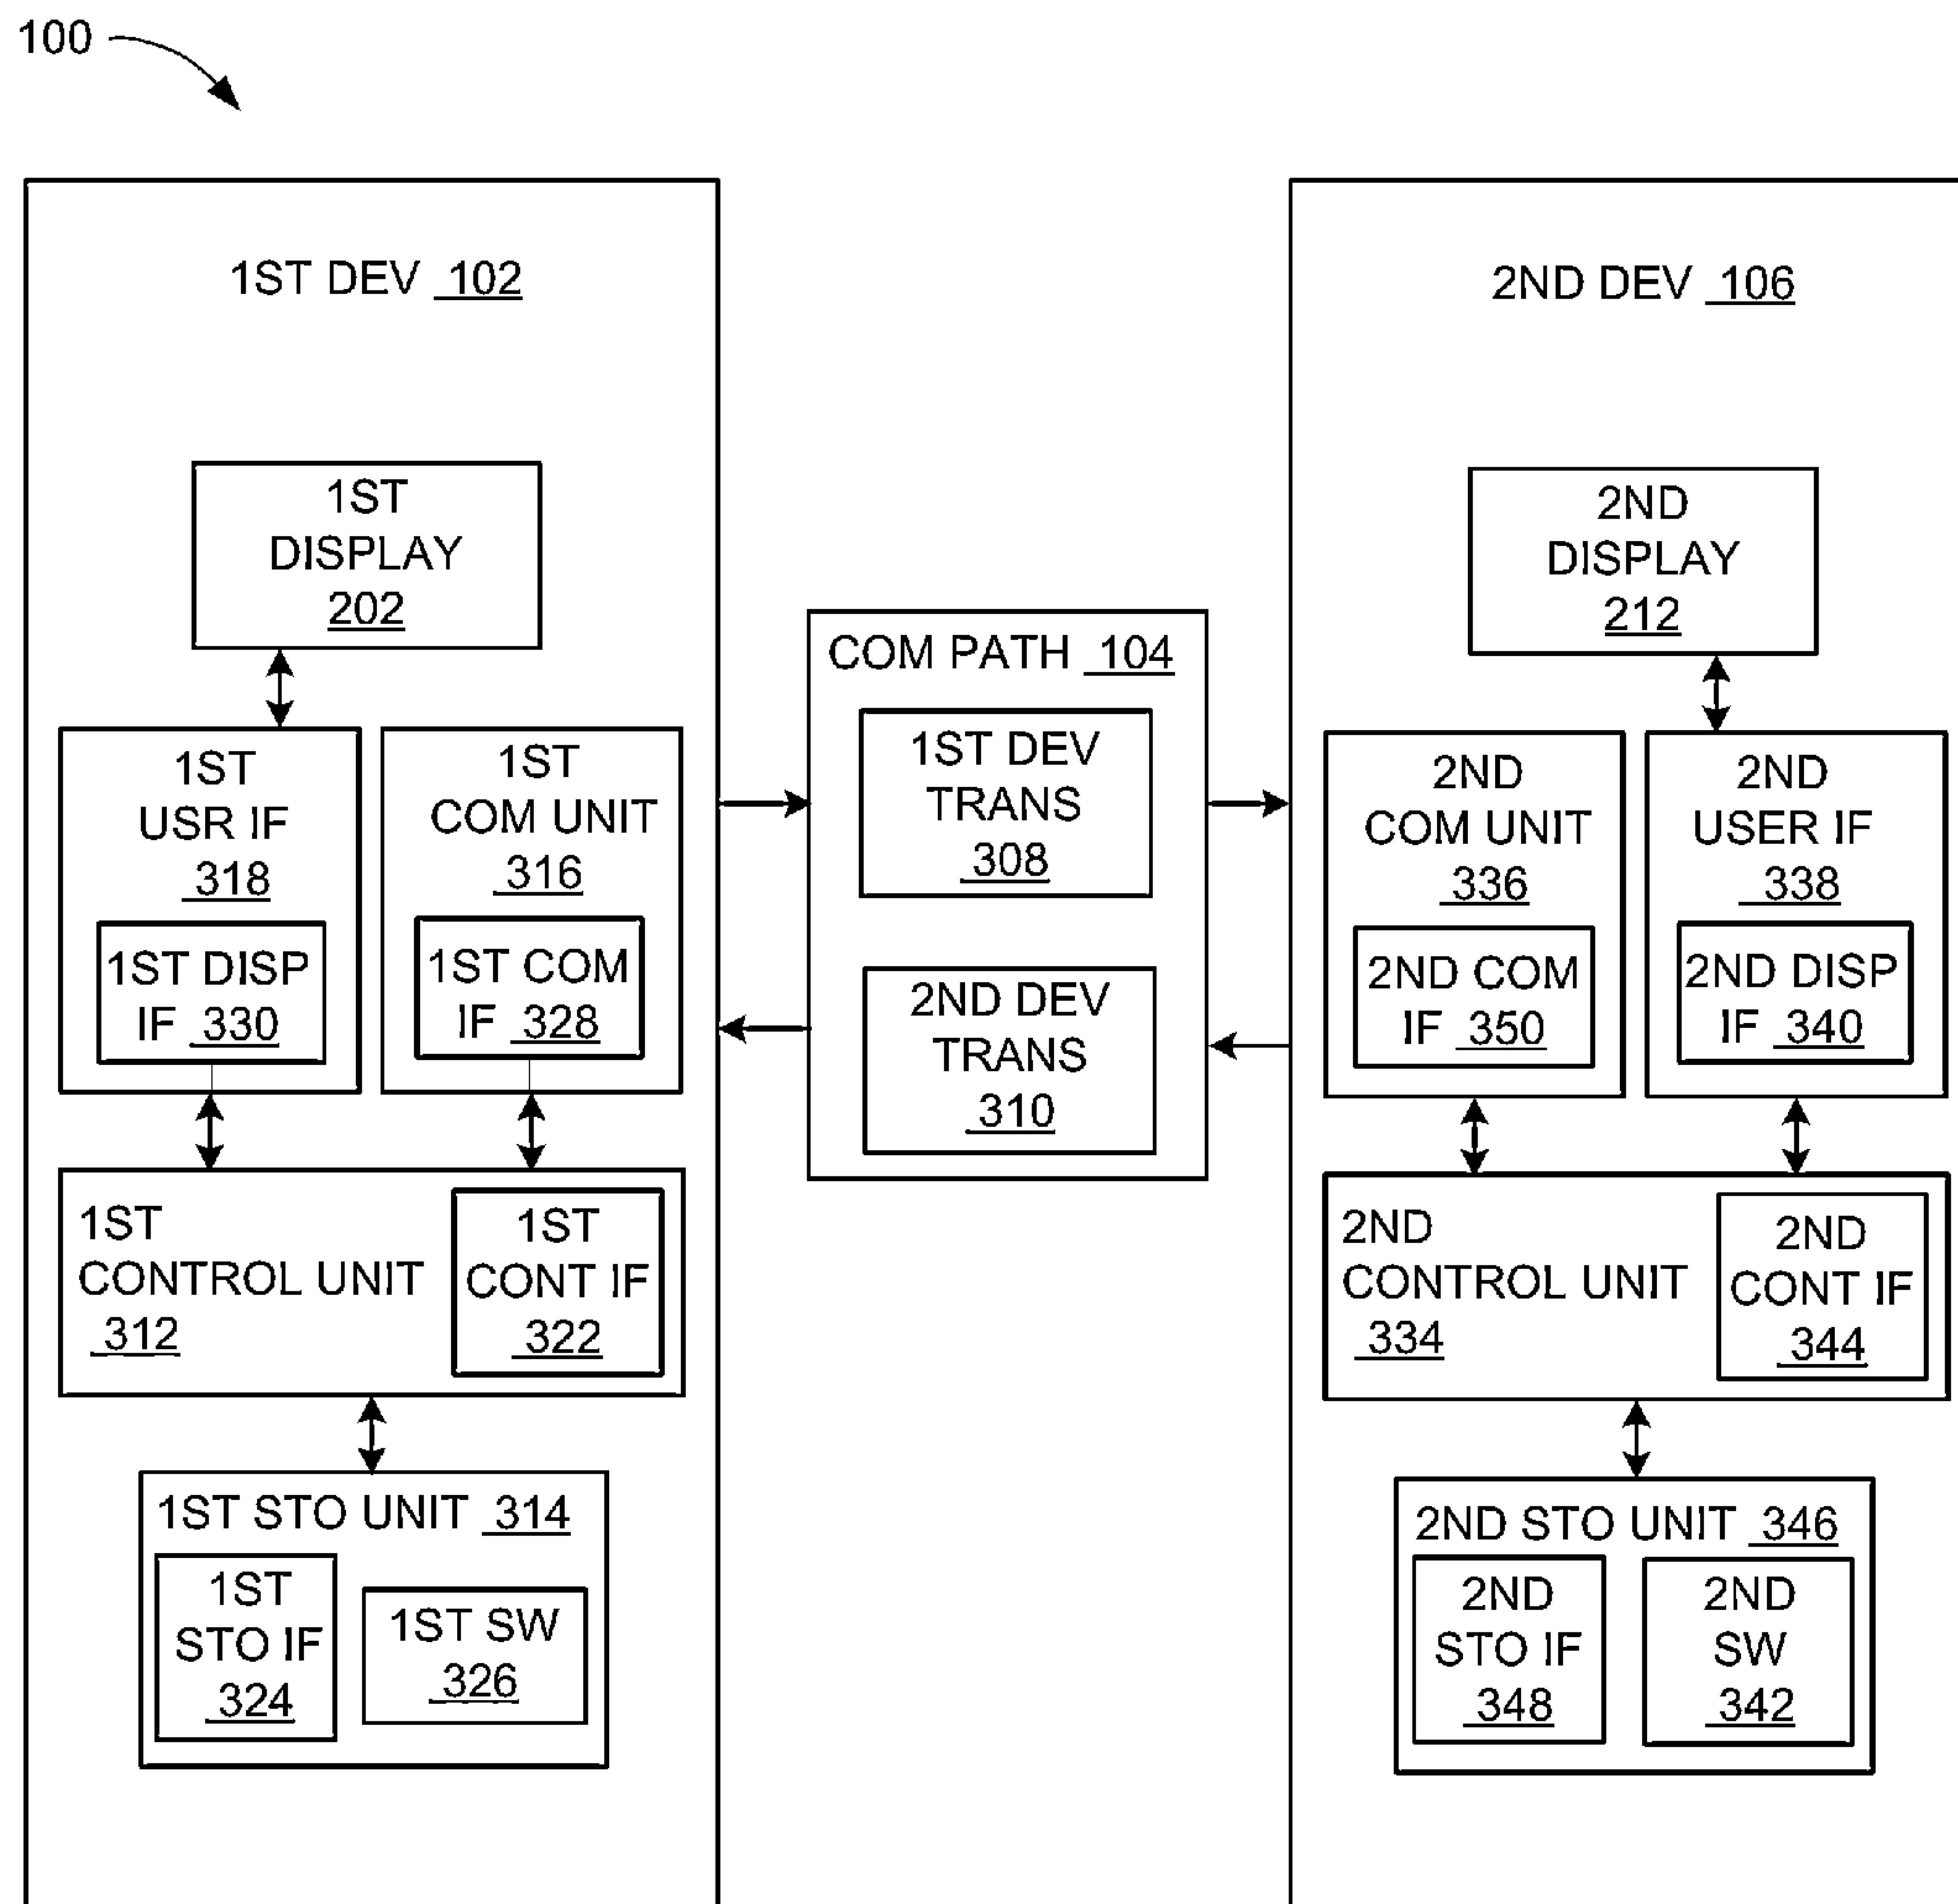 100
1ST DEV 102
1ST
DISPLAY
202
1ST
USR IF
318
1ST DISP
IF 330
1ST
COM UNIT
316
1ST COM
IF 328
1ST
CONTROL UNIT
312
1ST
CONT IF
322
1ST STO UNIT 314
1ST
STO IF
324
1ST SW
326
COM PATH 104
1ST DEV
TRANS
308
2ND DEV
TRANS
310
2ND DEV 106
2ND
DISPLAY
212
2ND
COM UNIT
336
2ND COM
IF 350
2ND
USER IF
338
2ND DISP
IF 340
2ND
CONTROL UNIT
334
2ND
CONT IF
344
2ND STO UNIT 346
2ND
STO IF
348
2ND
SW
342